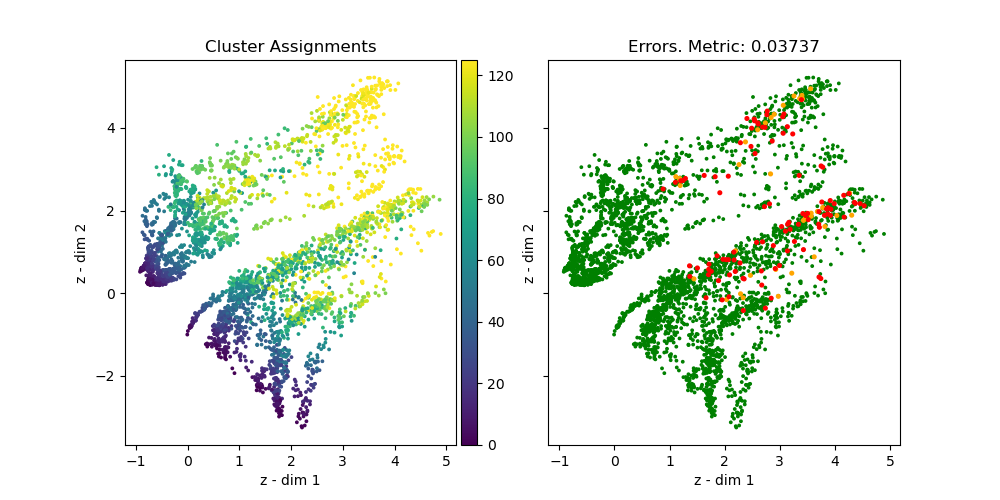 Cluster Assignments
z - dim 2
4
2
0
−2
−1 0 1 2 3 4 5
z - dim 1
120
100
80
60
40
20
0
Errors. Metric: 0.03737
z - dim 2
−1 0 1 2 3 4 5
z - dim 1